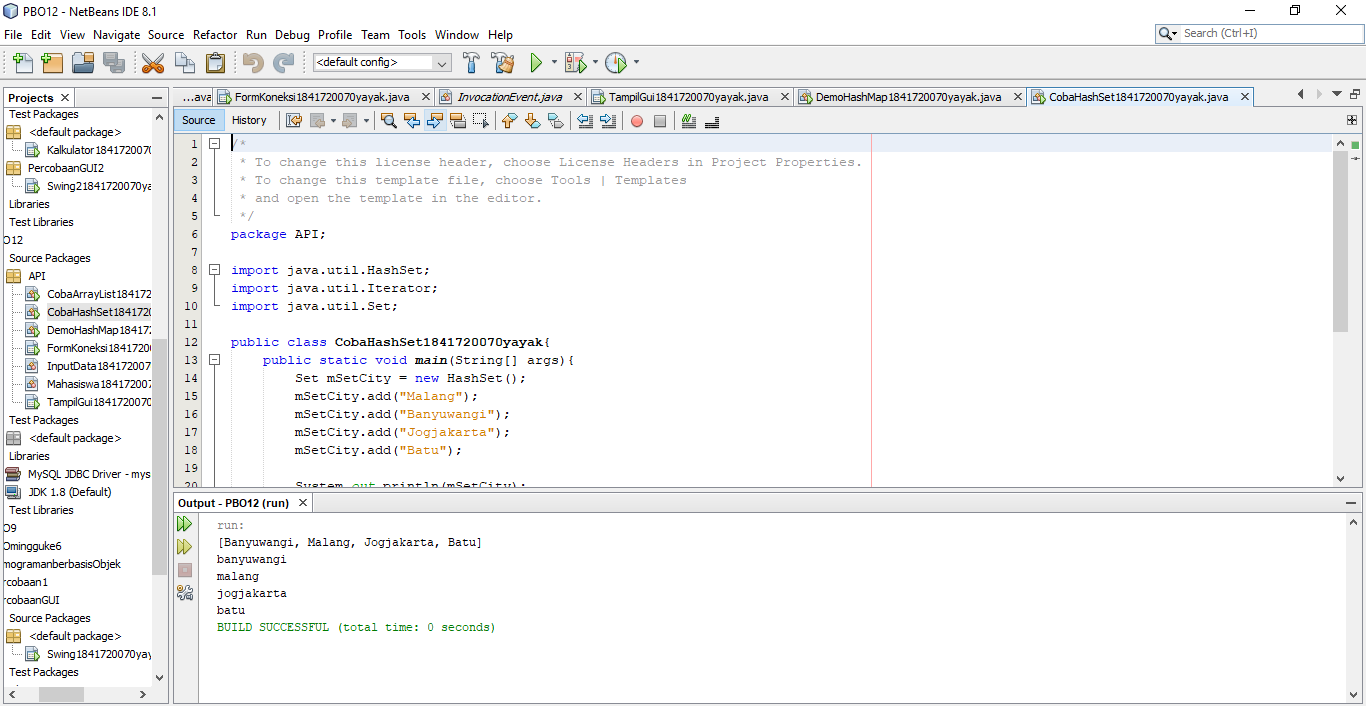 PBO12 - NetBeans IDE 8.1
File Edit View Navigate Source Refactor Run Debug Profile Team Tools Window Help
Search (Ctrl+I)
<default config>
Projects
...ava FormKoneksi1841720070yayak.java InvocationEvent.java TampilGui1841720070yayak.java DemoHashMap1841720070yayak.java CobaHashSet1841720070yayak.java
Source History
Test Packages
<default package>
Kalkulator184172007
PercobaanGUI2
Swing21841720070ya
Libraries
Test Libraries
O12
Source Packages
API
CobaArrayList184172
CobaHashSet184172
DemoHashMap184172
FormKoneksi1841720
InputData184172007
Mahasiswa184172007
TampilGui184172007
Test Packages
<default package>
Libraries
MySQL JDBC Driver - mys
JDK 1.8 (Default)
Test Libraries
O9
Omingguke6
mogramanberbasisObjek
rcobaan1
rcobaanGUI
Source Packages
<default package>
Swing1841720070yay
Test Packages
1 /*
2 * To change this license header, choose License Headers in Project Properties.
3 * To change this template file, choose Tools | Templates
4 * and open the template in the editor.
5 */
6 package API;
7
8 import java.util.HashSet;
9 import java.util.Iterator;
10 import java.util.Set;
11
12 public class CobaHashSet1841720070yayak{
13 public static void main(String[] args){
14 Set mSetCity = new HashSet();
15 mSetCity.add("Malang");
16 mSetCity.add("Banyuwangi");
17 mSetCity.add("Jogjakarta");
18 mSetCity.add("Batu");
19
20 System.out.println(mSetCity);
Output - PBO12 (run)
run:
[Banyuwangi, Malang, Jogjakarta, Batu]
banyuwangi
malang
jogjakarta
batu
BUILD SUCCESSFUL (total time: 0 seconds)